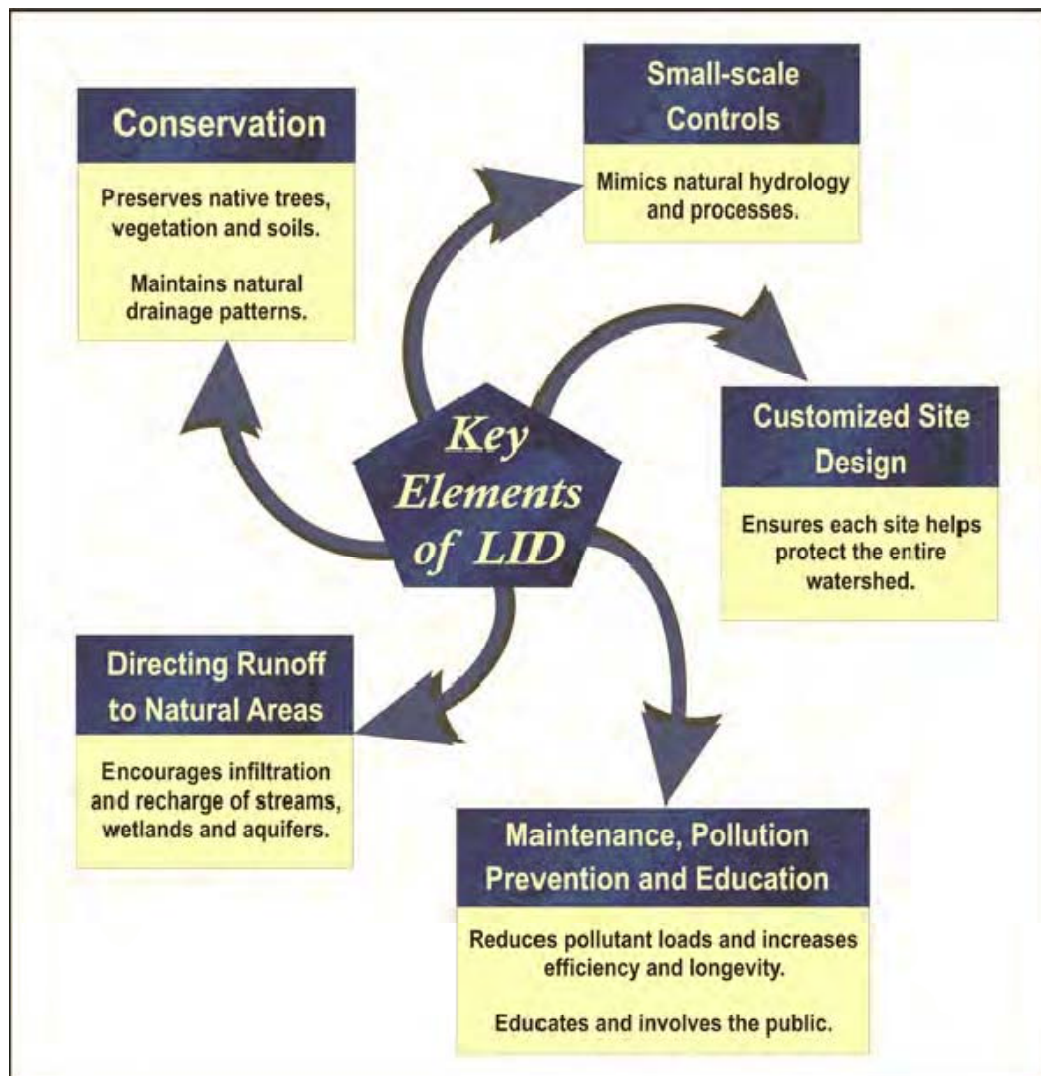 Conservation
Preserves native trees,
vegetation and soils.
Maintains natural
drainage patterns.
Small-scale
Controls
Mimics natural hydrology
and processes.
Key
Elements
of LID
Customized Site
Design
Ensures each site helps
protect the entire
watershed.
Directing Runoff
to Natural Areas
Encourages infiltration
and recharge of streams,
wetlands and aquifers.
Maintenance, Pollution
Prevention and Education
Reduces pollutant loads and increases
efficiency and longevity.
Educates and involves the public.